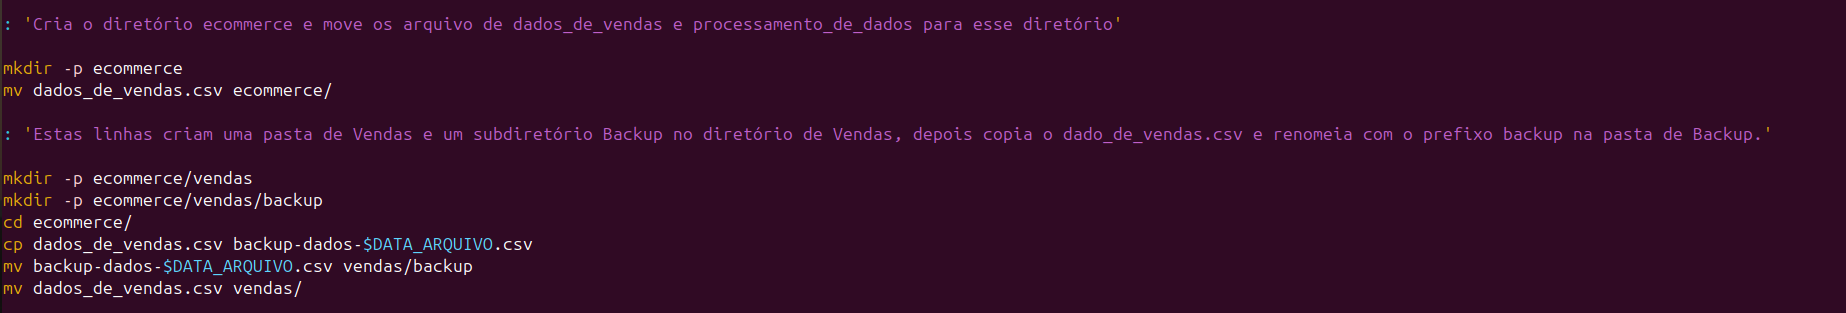 : 'Cria o diretório ecommerce e move os arquivo de dados_de_vendas e processamento_de_dados para esse diretório'
mkdir -p ecommerce
mv dados_de_vendas.csv ecommerce/
: 'Estas linhas criam uma pasta de Vendas e um subdiretório Backup no diretório de Vendas, depois copia o dado_de_vendas.csv e renomeia com o prefixo backup na pasta de Backup.'
mkdir -p ecommerce/vendas
mkdir -p ecommerce/vendas/backup
cd ecommerce/
cp dados_de_vendas.csv backup-dados-$DATA_ARQUIVO.csv
mv backup-dados-$DATA_ARQUIVO.csv vendas/backup
mv dados_de_vendas.csv vendas/